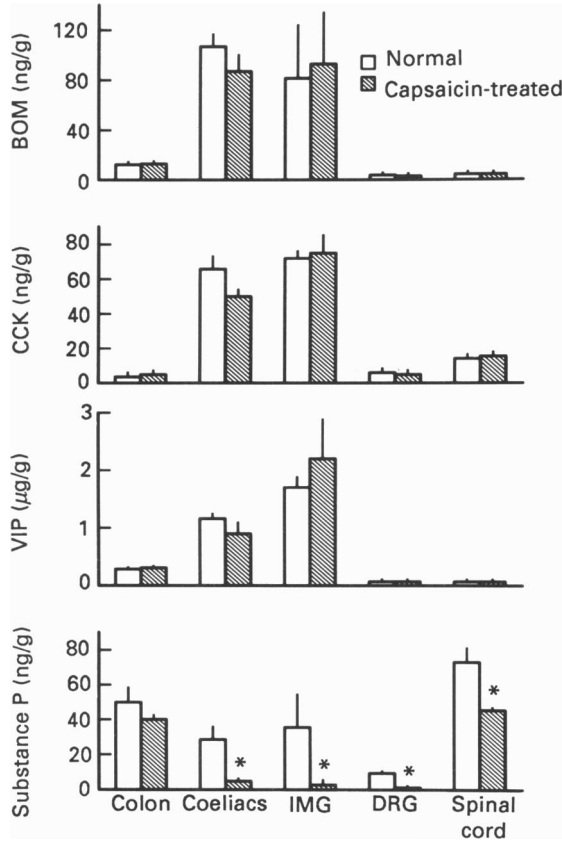 BOM (ng/g)
120
80
40
0
Normal
Capsaicin-treated
CCK (ng/g)
80
60
40
20
0
VIP (µg/g)
3
2
1
0
Substance P (ng/g)
80
60
40
20
0
*
*
*
*
Colon Coeliacs IMG DRG Spinal
cord